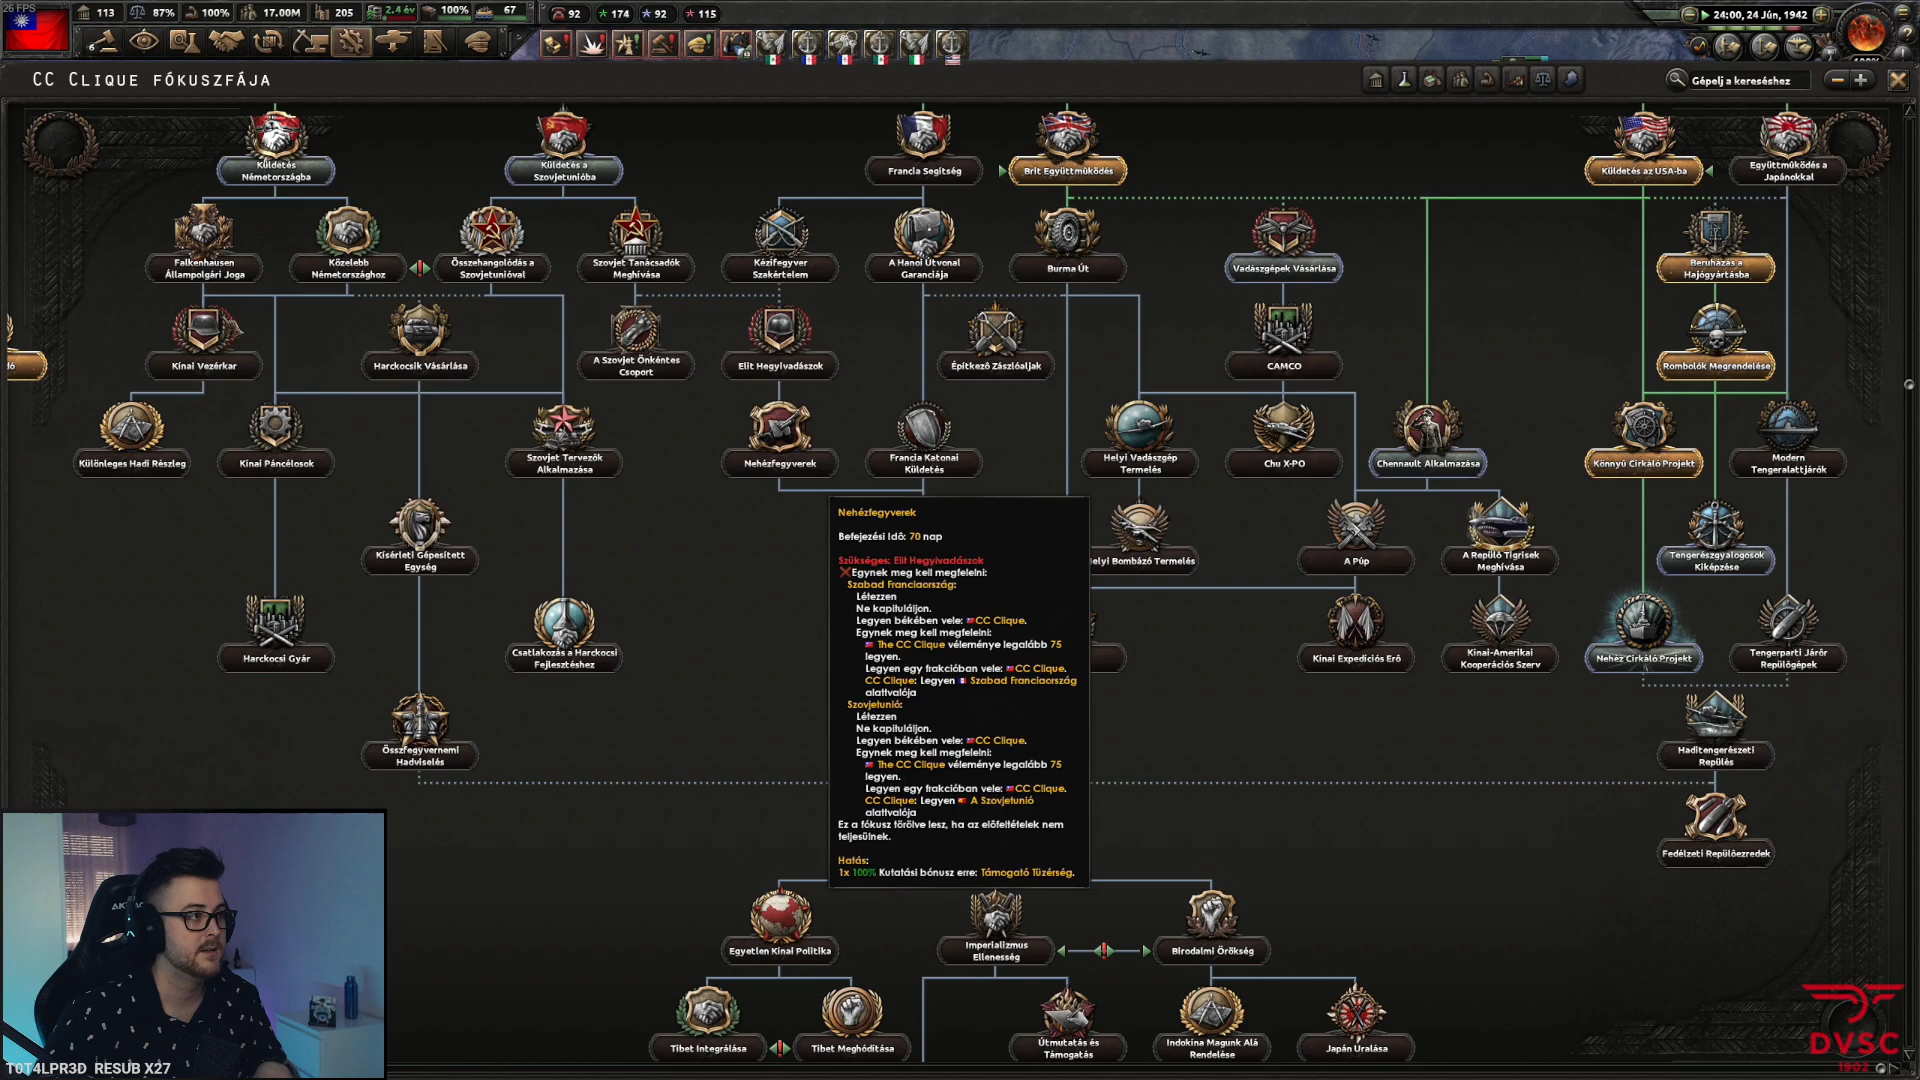 26 FPS
113
87%
100%
17.00M
205
2.4 év
100%
67
92
174
92
115
24:00, 24 Jún, 1942
6
100%
CC Clique fókuszfája
Gépelj a kereséshez
Küldetés Németországba
Küldetés a Szovjetunióba
Francia Segítség
Brit Együttműködés
Küldetés az USA-ba
Együttműködés a Japánokkal
Falkenhausen Állampolgári Joga
Közelebb Németországhoz
Összehangolódás a Szovjetunióval
Szovjet Tanácsadók Meghívása
Kézifegyver Szakértelem
A Hanoi Útvonal Garanciája
Burma Út
Vadászgépek Vásárlása
Beruházás a Hajógyártásba
Kínai Vezérkar
Harckocsik Vásárlása
A Szovjet Önkéntes Csoport
Elit Hegyivadászok
Építkező Zászlóaljak
CAMCO
Rombolók Megrendelése
Különleges Hadi Részleg
Kínai Páncélosok
Szovjet Tervezők Alkalmazása
Nehézfegyverek
Francia Katonai Küldetés
Helyi Vadászgép Termelés
Chu X-PO
Chennault Alkalmazása
Könnyű Cirkáló Projekt
Modern Tengeralattjárók
Kísérleti Gépesített Egység
Helyi Bombázó Termelés
A Púp
A Repülő Tigrisek Meghívása
Tengerészgyalogosok Kiképzése
Harckocsi Gyár
Csatlakozás a Harckocsi Fejlesztéshez
Kínai Expedíciós Erő
Kínai-Amerikai Kooperációs Szerv
Nehéz Cirkáló Projekt
Tengerparti Járőr Repülőgépek
Összfegyvernemi Hadviselés
Haditengerészeti Repülés
Fedélzeti Repülőezredek
Nehézfegyverek
Befejezési Idő: 70 nap
Szükséges: Elit Hegyivadászok
Egynek meg kell megfelelni:
Szabad Franciaország:
Létezzen
Ne kapituláljon.
Legyen békében vele: CC Clique.
Egynek meg kell megfelelni:
The CC Clique véleménye legalább 75
legyen.
Legyen egy frakcióban vele: CC Clique.
CC Clique: Legyen Szabad Franciaország
alattvalója
Szovjetunió:
Létezzen
Ne kapituláljon.
Legyen békében vele: CC Clique.
Egynek meg kell megfelelni:
The CC Clique véleménye legalább 75
legyen.
Legyen egy frakcióban vele: CC Clique.
CC Clique: Legyen A Szovjetunió
alattvalója
Ez a fókusz törölve lesz, ha az előfeltételek nem
teljesülnek.
Hatás:
1x 100% Kutatási bónusz erre: Támogató Tüzérség.
Egyetlen Kínai Politika
Imperializmus Ellenesség
Birodalmi Örökség
Tibet Integrálása
Tibet Meghódítása
Útmutatás és Támogatás
Indokína Magunk Alá Rendelése
Japán Uralása
T0T4LPR3D RESUB X27
DVSC
1902